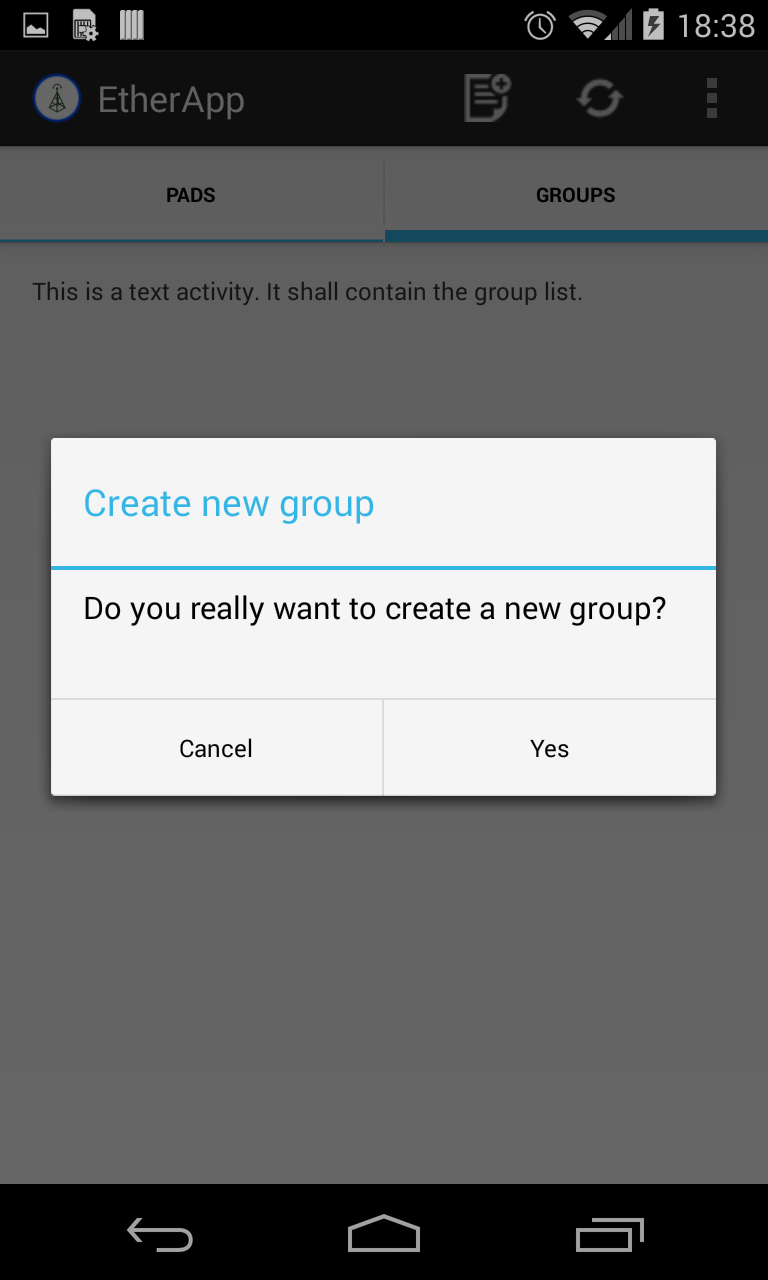 18:38
EtherApp
PADS
GROUPS
This is a text activity. It shall contain the group list.
Create new group
Do you really want to create a new group?
Cancel
Yes